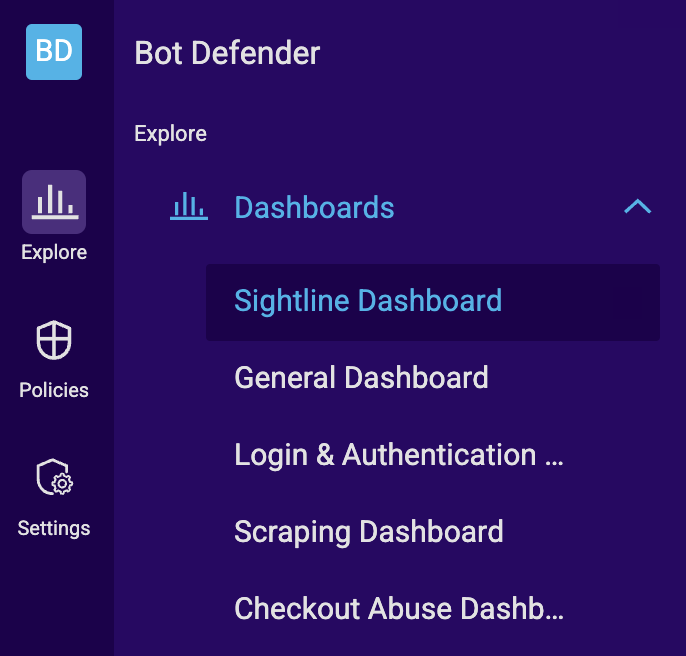 BD
Bot Defender
Explore
Dashboards
Explore
Sightline Dashboard
General Dashboard
Policies
Login & Authentication ...
Settings
Scraping Dashboard
Checkout Abuse Dashb...